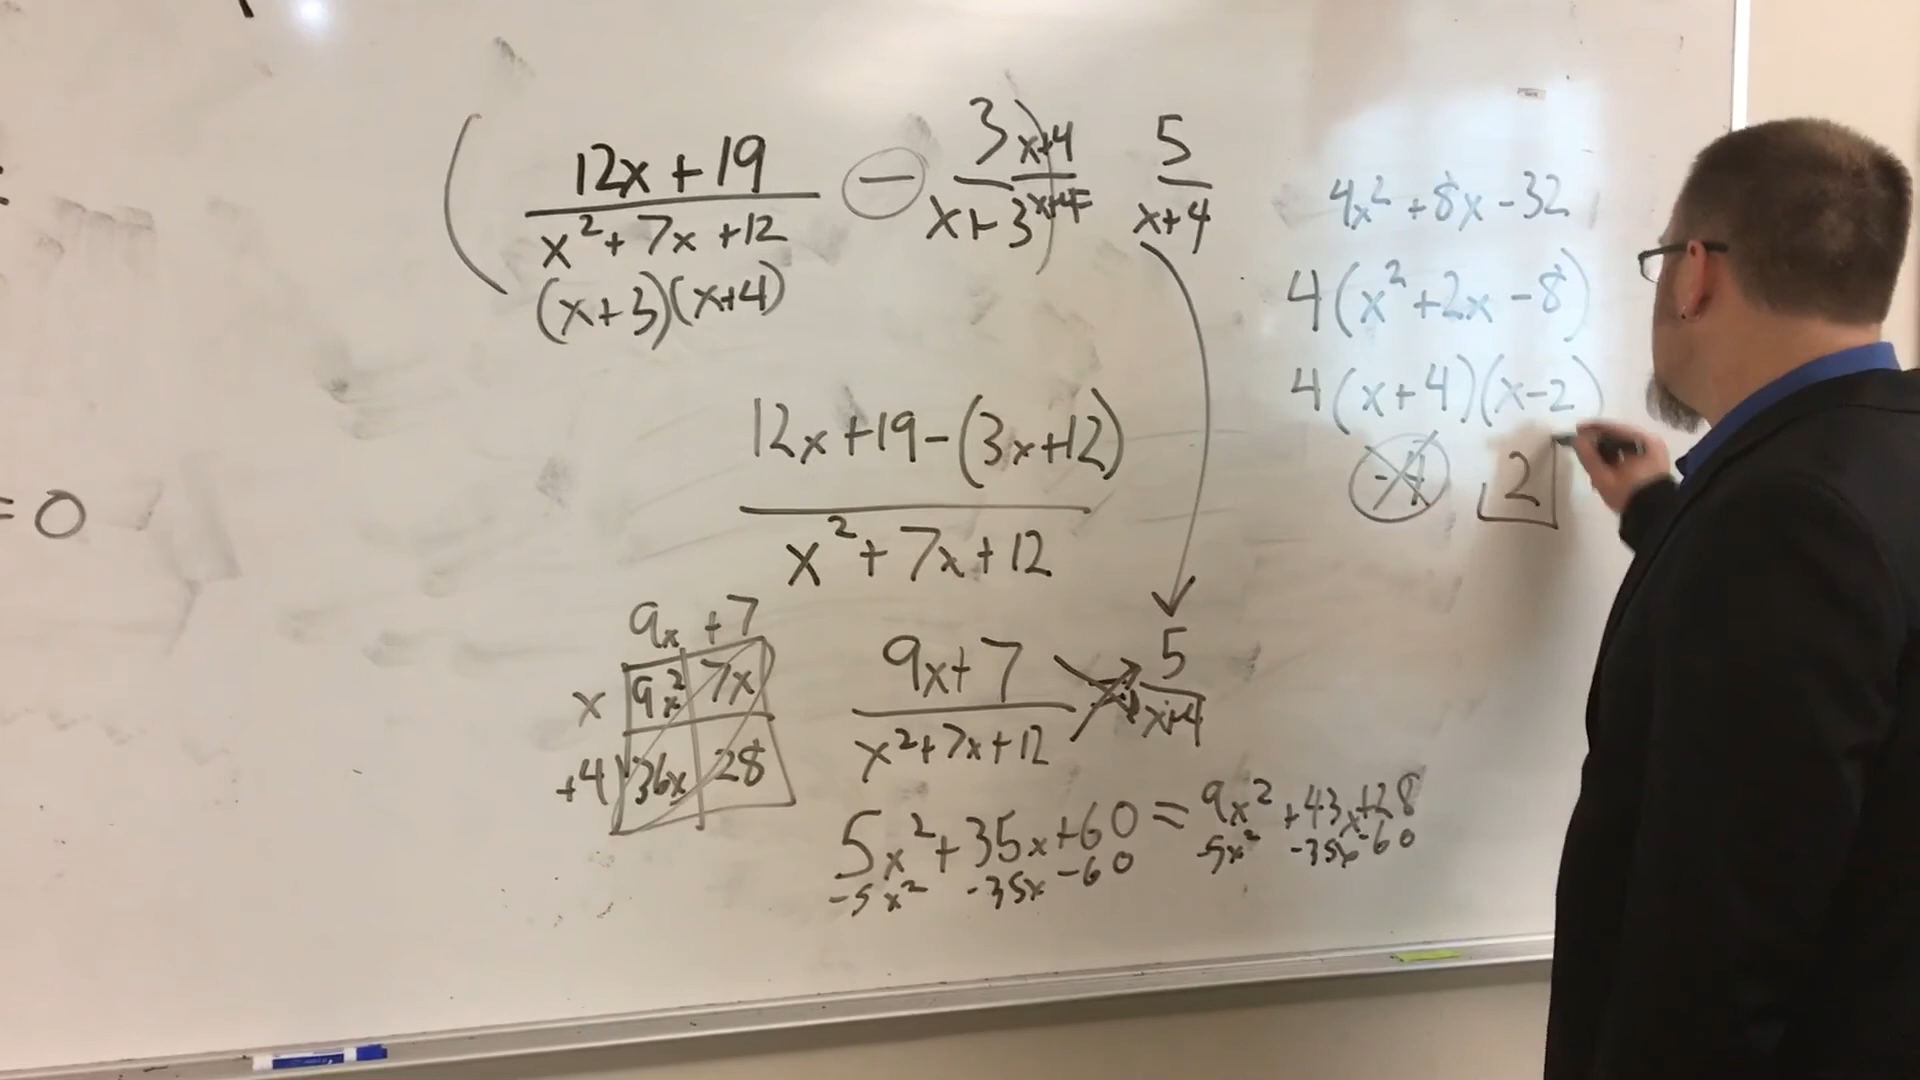 = 0
12x + 19 − 3 x+4 5
x² + 7x + 12 x+3 x+4 x+4
(x+3)(x+4)
12x + 19 − (3x+12)
x² + 7x + 12
9x + 7
x 9x² 7x
+4 36x 28
9x + 7 5
x² + 7x + 12 x+4
5x² + 35x + 60 = 9x² + 43x + 28
-5x² -35x -60 -5x² -35x -60
4x² + 8x − 32
4(x² + 2x − 8)
4(x + 4)(x − 2)
-4 2